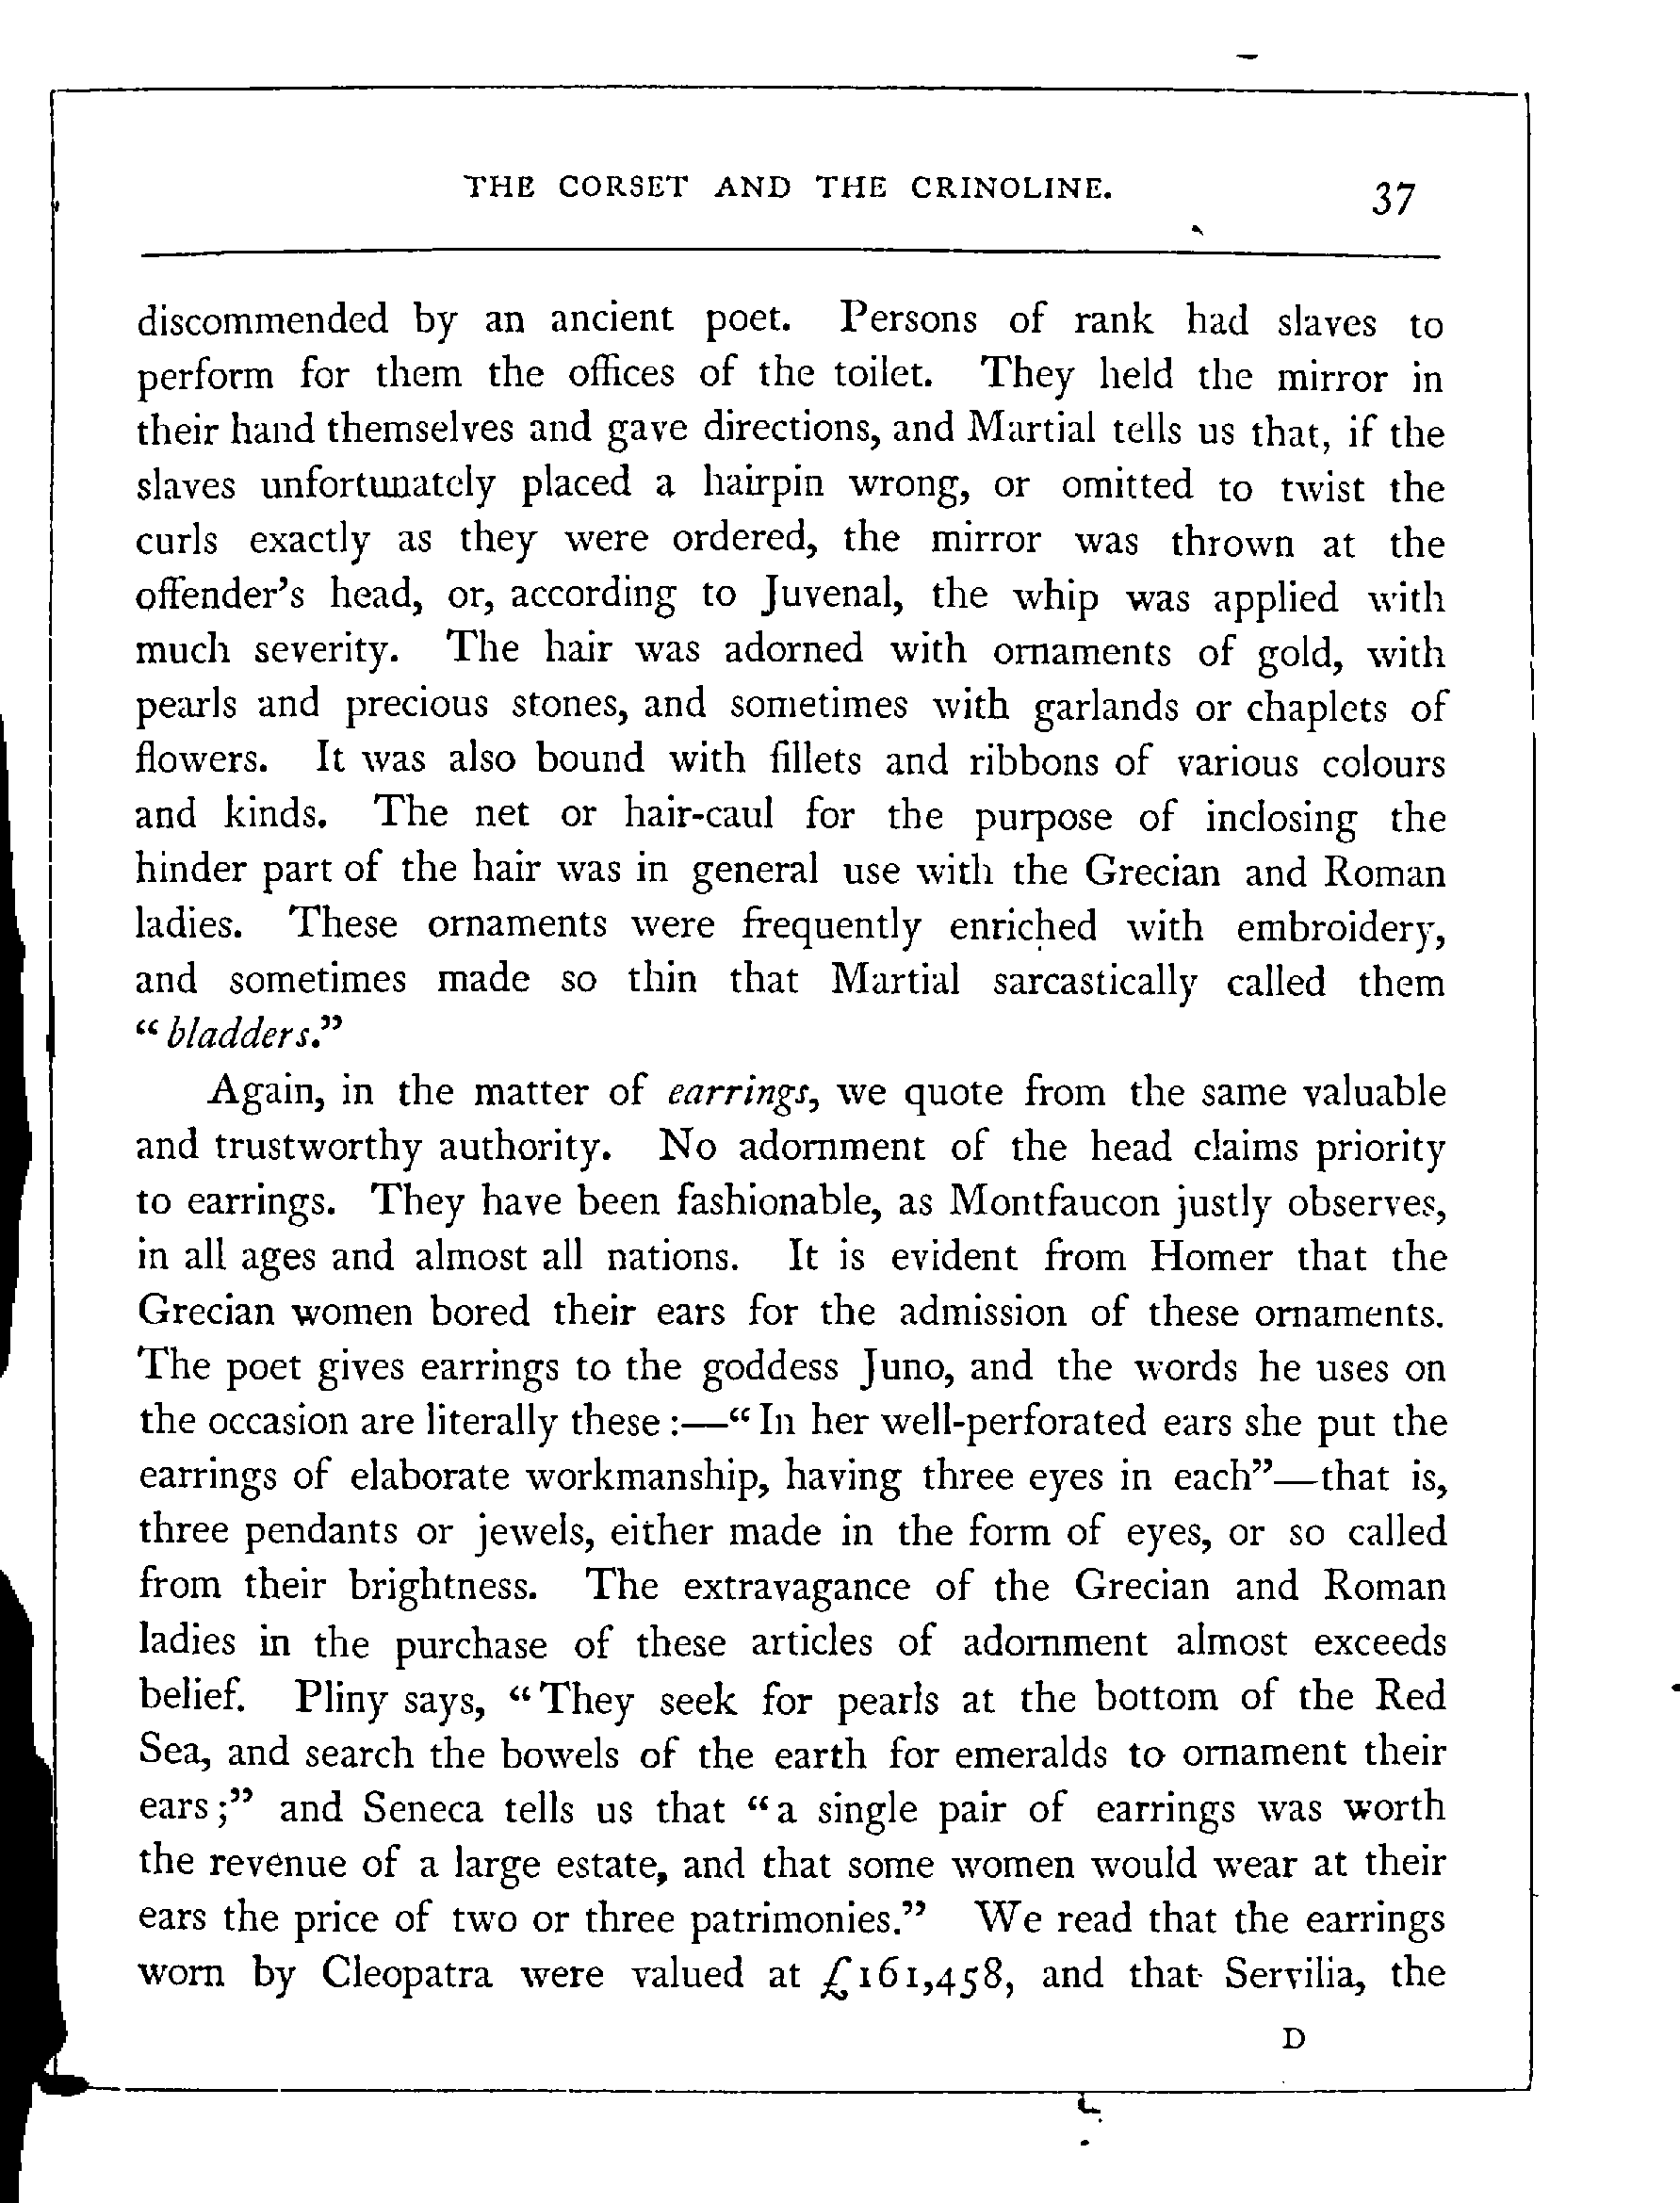 THE CORSET AND THE CRINOLINE. 37
discommended by an ancient poet. Persons of rank had slaves to
perform for them the offices of the toilet. They held the mirror in
their hand themselves and gave directions, and Martial tells us that, if the
slaves unfortunately placed a hairpin wrong, or omitted to twist the
curls exactly as they were ordered, the mirror was thrown at the
offender's head, or, according to Juvenal, the whip was applied with
much severity. The hair was adorned with ornaments of gold, with
pearls and precious stones, and sometimes with garlands or chaplets of
flowers. It was also bound with fillets and ribbons of various colours
and kinds. The net or hair-caul for the purpose of inclosing the
hinder part of the hair was in general use with the Grecian and Roman
ladies. These ornaments were frequently enriched with embroidery,
and sometimes made so thin that Martial sarcastically called them
“bladders.”
Again, in the matter of earrings, we quote from the same valuable
and trustworthy authority. No adornment of the head claims priority
to earrings. They have been fashionable, as Montfaucon justly observes,
in all ages and almost all nations. It is evident from Homer that the
Grecian women bored their ears for the admission of these ornaments.
The poet gives earrings to the goddess Juno, and the words he uses on
the occasion are literally these :—“In her well-perforated ears she put the
earrings of elaborate workmanship, having three eyes in each”—that is,
three pendants or jewels, either made in the form of eyes, or so called
from their brightness. The extravagance of the Grecian and Roman
ladies in the purchase of these articles of adornment almost exceeds
belief. Pliny says, “They seek for pearls at the bottom of the Red
Sea, and search the bowels of the earth for emeralds to ornament their
ears;” and Seneca tells us that “a single pair of earrings was worth
the revenue of a large estate, and that some women would wear at their
ears the price of two or three patrimonies.” We read that the earrings
worn by Cleopatra were valued at £161,458, and that Servilia, the
D